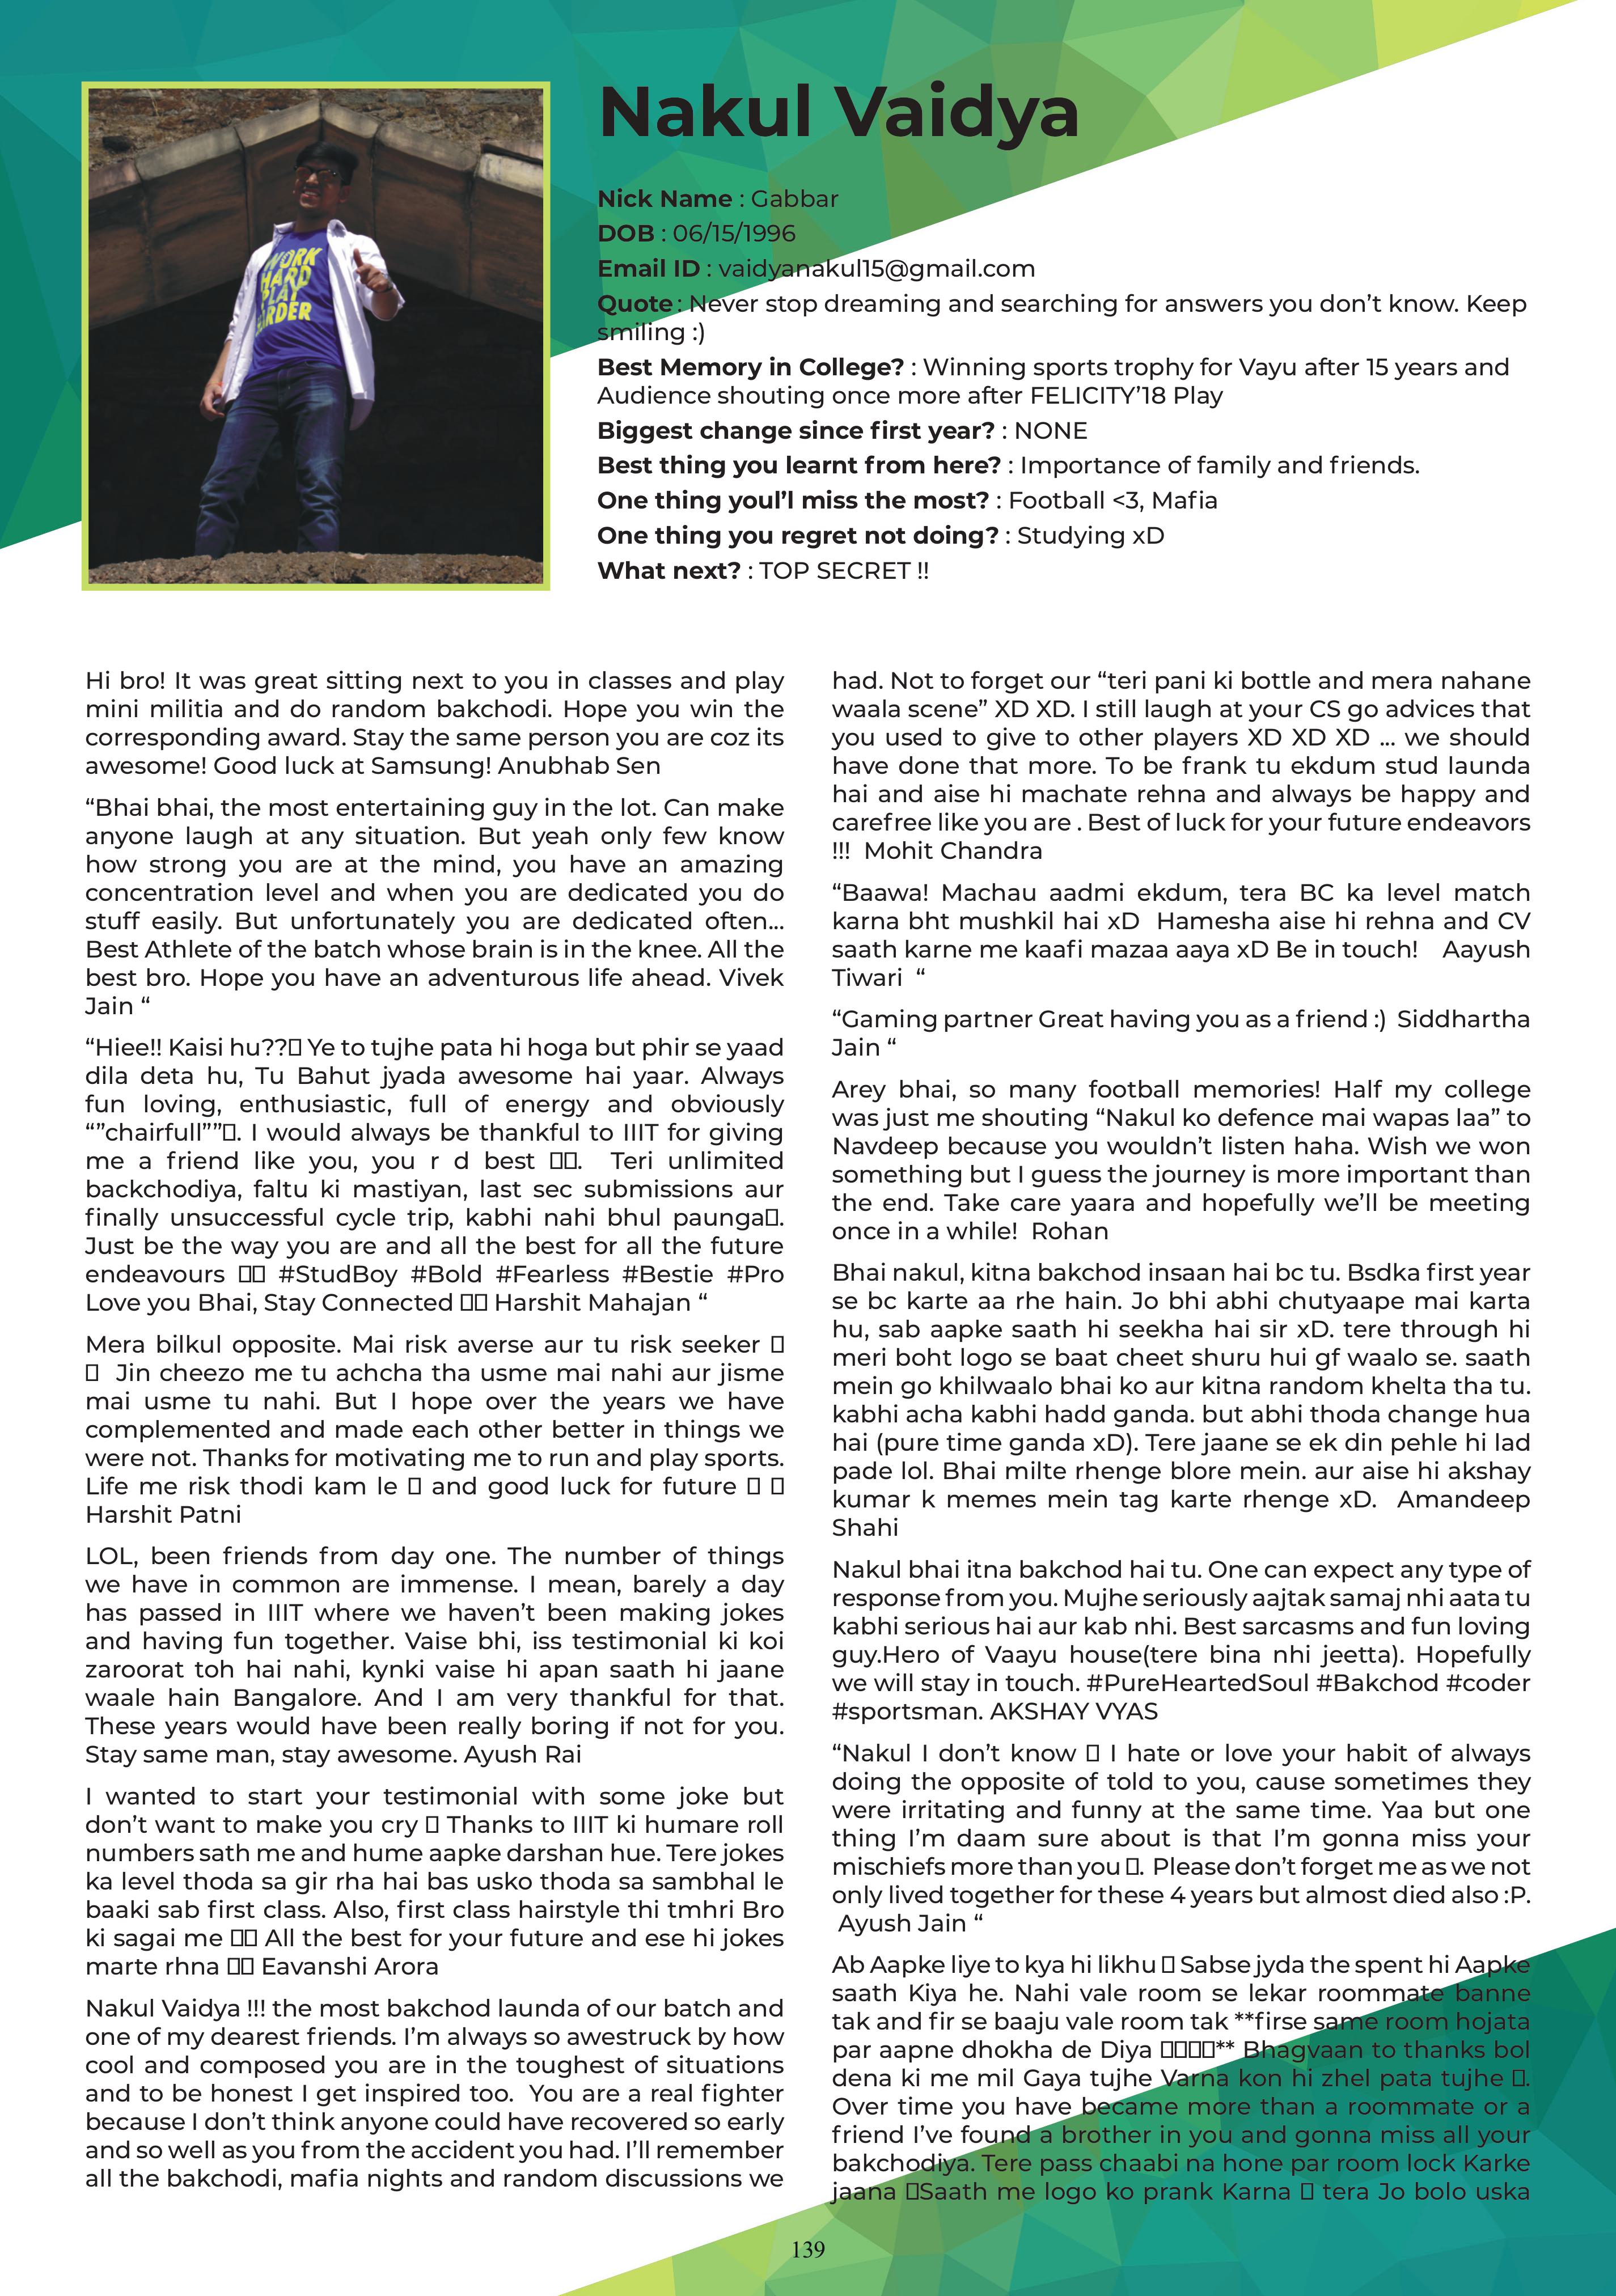 Nakul Vaidya
WORK
HARD
PLAY
HARDER
Nick Name : Gabbar
DOB : 06/15/1996
Email ID : vaidyanakul15@gmail.com
Quote : Never stop dreaming and searching for answers you don’t know. Keep
smiling :)
Best Memory in College? : Winning sports trophy for Vayu after 15 years and
Audience shouting once more after FELICITY’18 Play
Biggest change since first year? : NONE
Best thing you learnt from here? : Importance of family and friends.
One thing youl’l miss the most? : Football <3, Mafia
One thing you regret not doing? : Studying xD
What next? : TOP SECRET !!
Hi bro! It was great sitting next to you in classes and play
mini militia and do random bakchodi. Hope you win the
corresponding award. Stay the same person you are coz its
awesome! Good luck at Samsung! Anubhab Sen
“Bhai bhai, the most entertaining guy in the lot. Can make
anyone laugh at any situation. But yeah only few know
how strong you are at the mind, you have an amazing
concentration level and when you are dedicated you do
stuff easily. But unfortunately you are dedicated often...
Best Athlete of the batch whose brain is in the knee. All the
best bro. Hope you have an adventurous life ahead. Vivek
Jain “
“Hiee!! Kaisi hu??▯ Ye to tujhe pata hi hoga but phir se yaad
dila deta hu, Tu Bahut jyada awesome hai yaar. Always
fun loving, enthusiastic, full of energy and obviously
“”chairfull””▯. I would always be thankful to IIIT for giving
me a friend like you, you r d best ▯▯. Teri unlimited
backchodiya, faltu ki mastiyan, last sec submissions aur
finally unsuccessful cycle trip, kabhi nahi bhul paunga▯.
Just be the way you are and all the best for all the future
endeavours ▯▯ #StudBoy #Bold #Fearless #Bestie #Pro
Love you Bhai, Stay Connected ▯▯ Harshit Mahajan “
Mera bilkul opposite. Mai risk averse aur tu risk seeker ▯
▯ Jin cheezo me tu achcha tha usme mai nahi aur jisme
mai usme tu nahi. But I hope over the years we have
complemented and made each other better in things we
were not. Thanks for motivating me to run and play sports.
Life me risk thodi kam le ▯ and good luck for future ▯ ▯
Harshit Patni
LOL, been friends from day one. The number of things
we have in common are immense. I mean, barely a day
has passed in IIIT where we haven’t been making jokes
and having fun together. Vaise bhi, iss testimonial ki koi
zaroorat toh hai nahi, kynki vaise hi apan saath hi jaane
waale hain Bangalore. And I am very thankful for that.
These years would have been really boring if not for you.
Stay same man, stay awesome. Ayush Rai
I wanted to start your testimonial with some joke but
don’t want to make you cry ▯ Thanks to IIIT ki humare roll
numbers sath me and hume aapke darshan hue. Tere jokes
ka level thoda sa gir rha hai bas usko thoda sa sambhal le
baaki sab first class. Also, first class hairstyle thi tmhri Bro
ki sagai me ▯▯ All the best for your future and ese hi jokes
marte rhna ▯▯ Eavanshi Arora
Nakul Vaidya !!! the most bakchod launda of our batch and
one of my dearest friends. I’m always so awestruck by how
cool and composed you are in the toughest of situations
and to be honest I get inspired too. You are a real fighter
because I don’t think anyone could have recovered so early
and so well as you from the accident you had. I’ll remember
all the bakchodi, mafia nights and random discussions we
had. Not to forget our “teri pani ki bottle and mera nahane
waala scene” XD XD. I still laugh at your CS go advices that
you used to give to other players XD XD XD ... we should
have done that more. To be frank tu ekdum stud launda
hai and aise hi machate rehna and always be happy and
carefree like you are . Best of luck for your future endeavors
!!! Mohit Chandra
“Baawa! Machau aadmi ekdum, tera BC ka level match
karna bht mushkil hai xD Hamesha aise hi rehna and CV
saath karne me kaafi mazaa aaya xD Be in touch! Aayush
Tiwari “
“Gaming partner Great having you as a friend :) Siddhartha
Jain “
Arey bhai, so many football memories! Half my college
was just me shouting “Nakul ko defence mai wapas laa” to
Navdeep because you wouldn’t listen haha. Wish we won
something but I guess the journey is more important than
the end. Take care yaara and hopefully we’ll be meeting
once in a while! Rohan
Bhai nakul, kitna bakchod insaan hai bc tu. Bsdka first year
se bc karte aa rhe hain. Jo bhi abhi chutyaape mai karta
hu, sab aapke saath hi seekha hai sir xD. tere through hi
meri boht logo se baat cheet shuru hui gf waalo se. saath
mein go khilwaalo bhai ko aur kitna random khelta tha tu.
kabhi acha kabhi hadd ganda. but abhi thoda change hua
hai (pure time ganda xD). Tere jaane se ek din pehle hi lad
pade lol. Bhai milte rhenge blore mein. aur aise hi akshay
kumar k memes mein tag karte rhenge xD. Amandeep
Shahi
Nakul bhai itna bakchod hai tu. One can expect any type of
response from you. Mujhe seriously aajtak samaj nhi aata tu
kabhi serious hai aur kab nhi. Best sarcasms and fun loving
guy.Hero of Vaayu house(tere bina nhi jeetta). Hopefully
we will stay in touch. #PureHeartedSoul #Bakchod #coder
#sportsman. AKSHAY VYAS
“Nakul I don’t know ▯ I hate or love your habit of always
doing the opposite of told to you, cause sometimes they
were irritating and funny at the same time. Yaa but one
thing I’m daam sure about is that I’m gonna miss your
mischiefs more than you ▯. Please don’t forget me as we not
only lived together for these 4 years but almost died also :P.
Ayush Jain “
Ab Aapke liye to kya hi likhu ▯ Sabse jyda the spent hi Aapke
saath Kiya he. Nahi vale room se lekar roommate banne
tak and fir se baaju vale room tak **firse same room hojata
par aapne dhokha de Diya ▯▯▯▯** Bhagvaan to thanks bol
dena ki me mil Gaya tujhe Varna kon hi zhel pata tujhe ▯.
Over time you have became more than a roommate or a
friend I’ve found a brother in you and gonna miss all your
bakchodiya. Tere pass chaabi na hone par room lock Karke
jaana ▯Saath me logo ko prank Karna ▯ tera Jo bolo uska
139